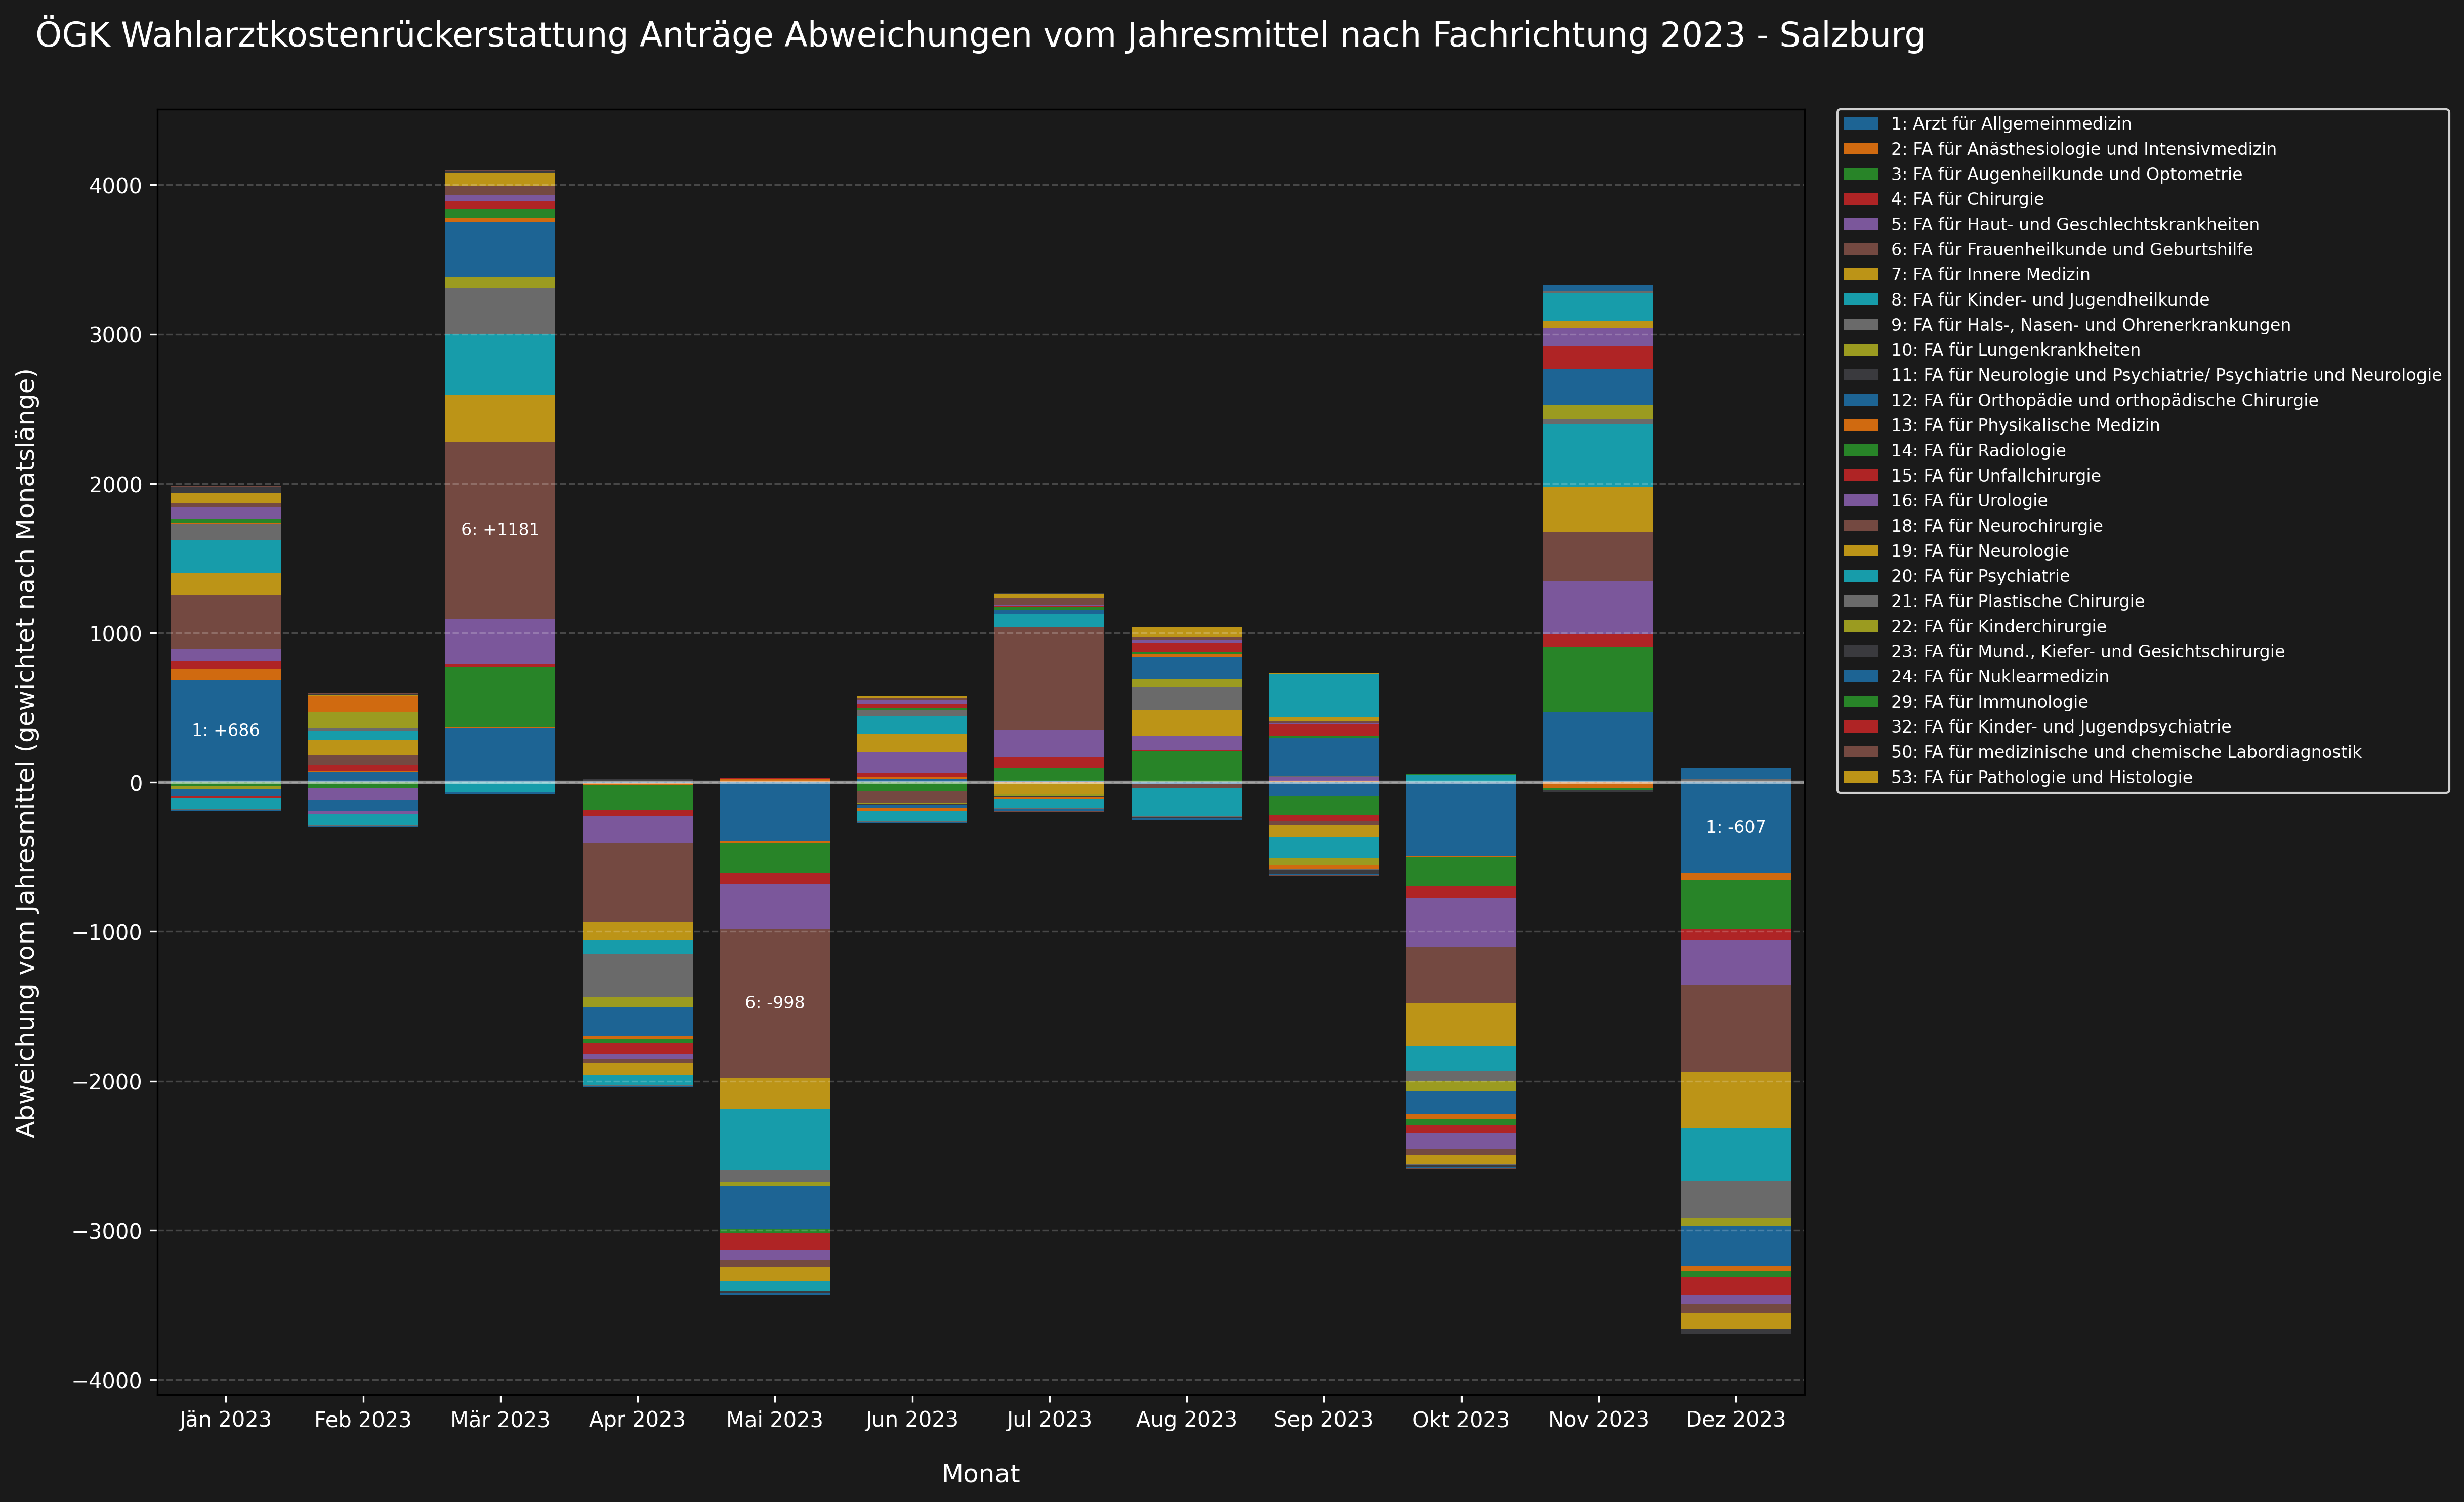 ÖGK Wahlarztkostenrückerstattung Anträge Abweichungen vom Jahresmittel nach Fachrichtung 2023 - Salzburg
Abweichung vom Jahresmittel (gewichtet nach Monatslänge)
4000
3000
2000
1000
0
−1000
−2000
−3000
−4000
1: +686
6: +1181
6: -998
1: -607
Jän 2023
Feb 2023
Mär 2023
Apr 2023
Mai 2023
Jun 2023
Jul 2023
Aug 2023
Sep 2023
Okt 2023
Nov 2023
Dez 2023
Monat
1: Arzt für Allgemeinmedizin
2: FA für Anästhesiologie und Intensivmedizin
3: FA für Augenheilkunde und Optometrie
4: FA für Chirurgie
5: FA für Haut- und Geschlechtskrankheiten
6: FA für Frauenheilkunde und Geburtshilfe
7: FA für Innere Medizin
8: FA für Kinder- und Jugendheilkunde
9: FA für Hals-, Nasen- und Ohrenerkrankungen
10: FA für Lungenkrankheiten
11: FA für Neurologie und Psychiatrie/ Psychiatrie und Neurologie
12: FA für Orthopädie und orthopädische Chirurgie
13: FA für Physikalische Medizin
14: FA für Radiologie
15: FA für Unfallchirurgie
16: FA für Urologie
18: FA für Neurochirurgie
19: FA für Neurologie
20: FA für Psychiatrie
21: FA für Plastische Chirurgie
22: FA für Kinderchirurgie
23: FA für Mund., Kiefer- und Gesichtschirurgie
24: FA für Nuklearmedizin
29: FA für Immunologie
32: FA für Kinder- und Jugendpsychiatrie
50: FA für medizinische und chemische Labordiagnostik
53: FA für Pathologie und Histologie